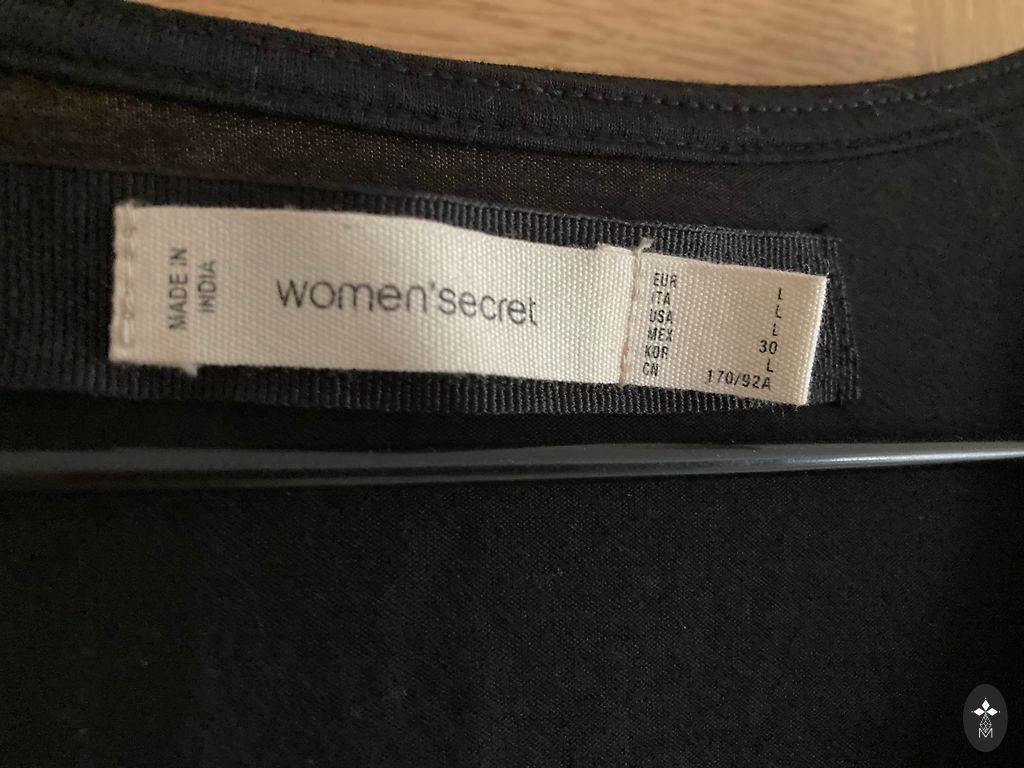 MADE IN
INDIA
women'secret
EUR L
ITA L
USA L
MEX 30
KOR L
CN 170/92A
M